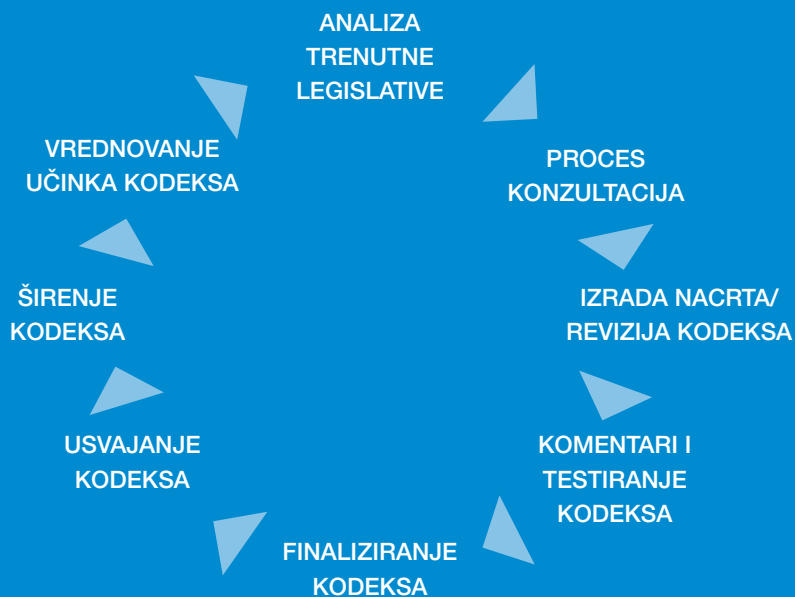 ANALIZA
TRENUTNE
LEGISLATIVE
PROCES
KONZULTACIJA
IZRADA NACRTA/
REVIZIJA KODEKSA
KOMENTARI I
TESTIRANJE
KODEKSA
FINALIZIRANJE
KODEKSA
USVAJANJE
KODEKSA
ŠIRENJE
KODEKSA
VREDNOVANJE
UČINKA KODEKSA